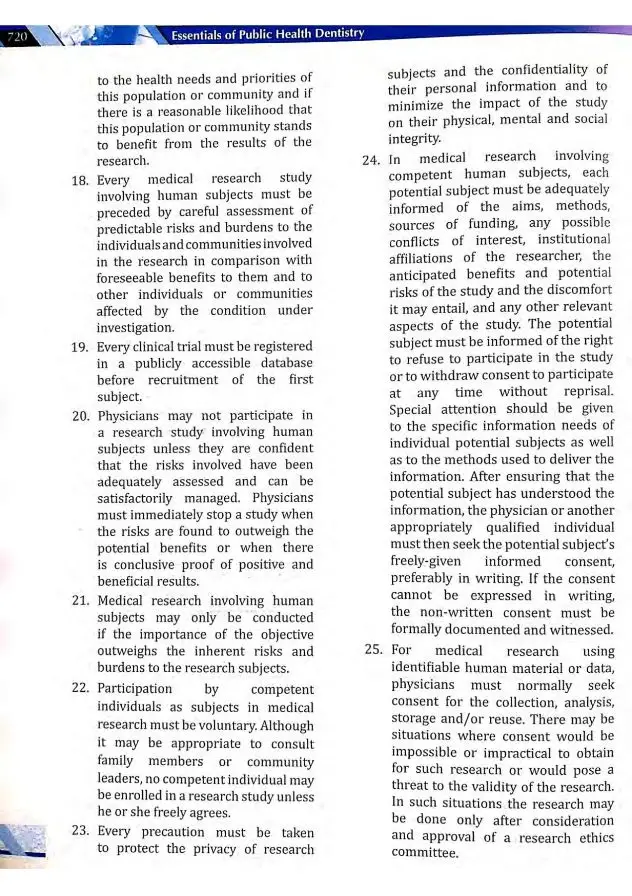 720
Essentials of Public Health Dentistry
to the health needs and priorities of
this population or community and if
there is a reasonable likelihood that
this population or community stands
to benefit from the results of the
research.
18. Every medical research study
involving human subjects must be
preceded by careful assessment of
predictable risks and burdens to the
individuals and communities involved
in the research in comparison with
foreseeable benefits to them and to
other individuals or communities
affected by the condition under
investigation.
19. Every clinical trial must be registered
in a publicly accessible database
before recruitment of the first
subject.
20. Physicians may not participate in
a research study involving human
subjects unless they are confident
that the risks involved have been
adequately assessed and can be
satisfactorily managed. Physicians
must immediately stop a study when
the risks are found to outweigh the
potential benefits or when there
is conclusive proof of positive and
beneficial results.
21. Medical research involving human
subjects may only be conducted
if the importance of the objective
outweighs the inherent risks and
burdens to the research subjects.
22. Participation by competent
individuals as subjects in medical
research must be voluntary. Although
it may be appropriate to consult
family members or community
leaders, no competent individual may
be enrolled in a research study unless
he or she freely agrees.
23. Every precaution must be taken
to protect the privacy of research
subjects and the confidentiality of
their personal information and to
minimize the impact of the study
on their physical, mental and social
integrity.
24. In medical research involving
competent human subjects, each
potential subject must be adequately
informed of the aims, methods,
sources of funding, any possible
conflicts of interest, institutional
affiliations of the researcher, the
anticipated benefits and potential
risks of the study and the discomfort
it may entail, and any other relevant
aspects of the study. The potential
subject must be informed of the right
to refuse to participate in the study
or to withdraw consent to participate
at any time without reprisal.
Special attention should be given
to the specific information needs of
individual potential subjects as well
as to the methods used to deliver the
information. After ensuring that the
potential subject has understood the
information, the physician or another
appropriately qualified individual
must then seek the potential subject's
freely-given informed consent,
preferably in writing. If the consent
cannot be expressed in writing,
the non-written consent must be
formally documented and witnessed.
25. For medical research using
identifiable human material or data,
physicians must normally seek
consent for the collection, analysis,
storage and/or reuse. There may be
situations where consent would be
impossible or impractical to obtain
for such research or would pose a
threat to the validity of the research.
In such situations the research may
be done only after consideration
and approval of a research ethics
committee.